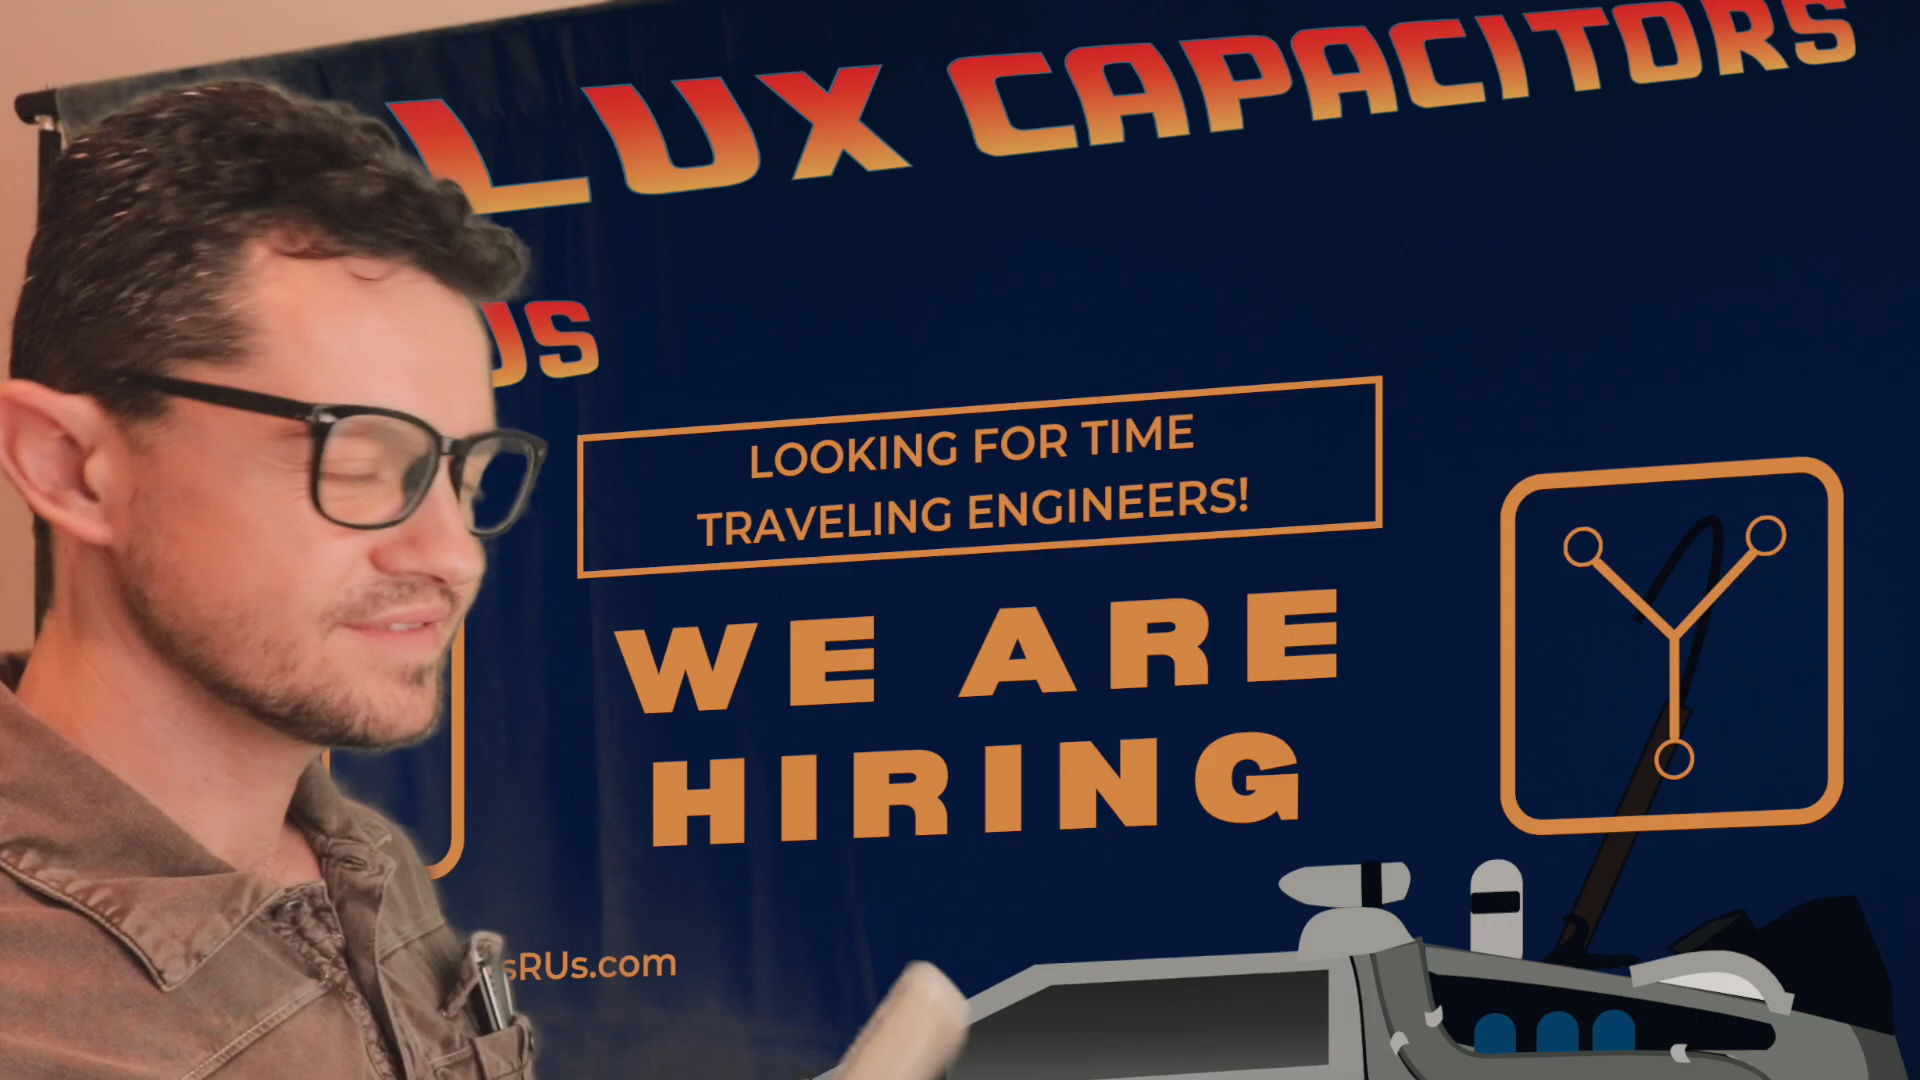 LUX CAPACITORS
US
LOOKING FOR TIME
TRAVELING ENGINEERS!
WE ARE
HIRING
sRUs.com